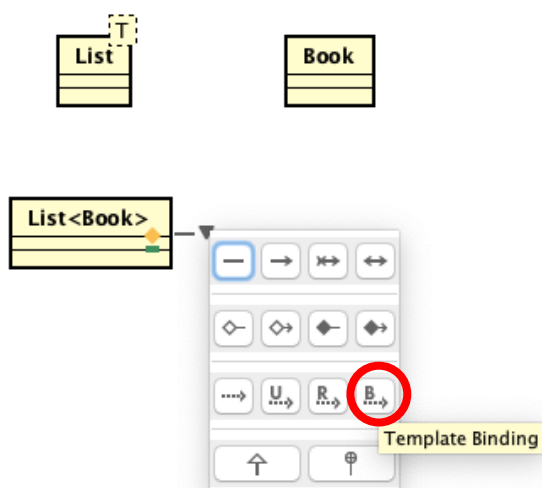 T
List
Book
List<Book>
U
R
B
Template Binding